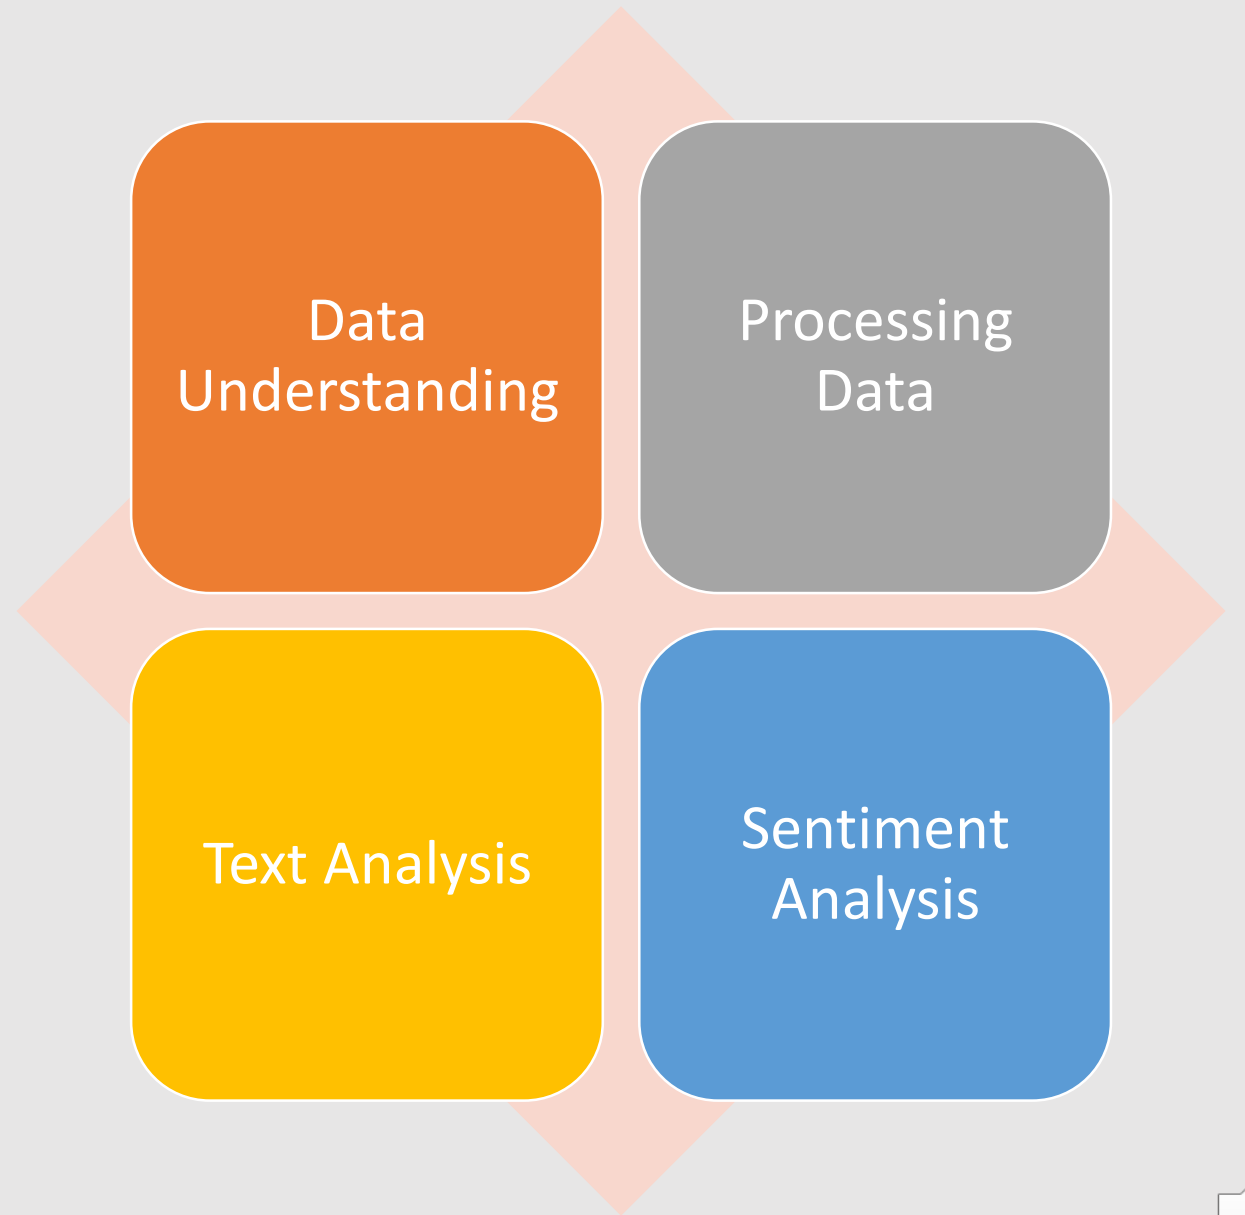 Data
Understanding
Processing
Data
Text Analysis
Sentiment
Analysis